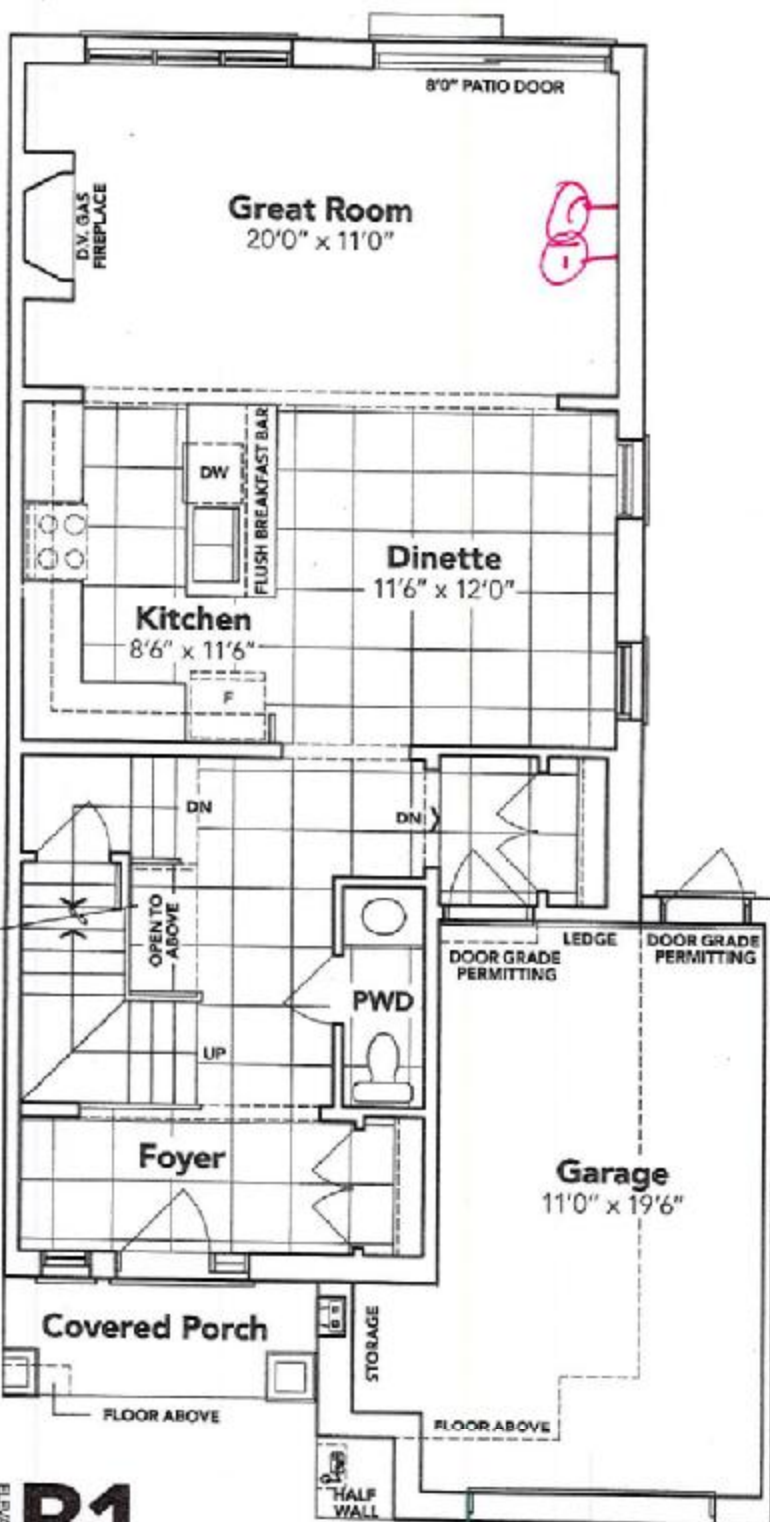 8'0" PATIO DOOR
D.V. GAS
FIREPLACE
Great Room
20'0" x 11'0"
DW
FLUSH BREAKFAST BAR
Dinette
11'6" x 12'0"
Kitchen
8'6" x 11'6"
F
DN
DN
OPEN TO
ABOVE
LEDGE
DOOR GRADE
PERMITTING
DOOR GRADE
PERMITTING
PWD
UP
Foyer
Garage
11'0" x 19'6"
Covered Porch
STORAGE
FLOOR ABOVE
FLOOR ABOVE
HALF
WALL
B1